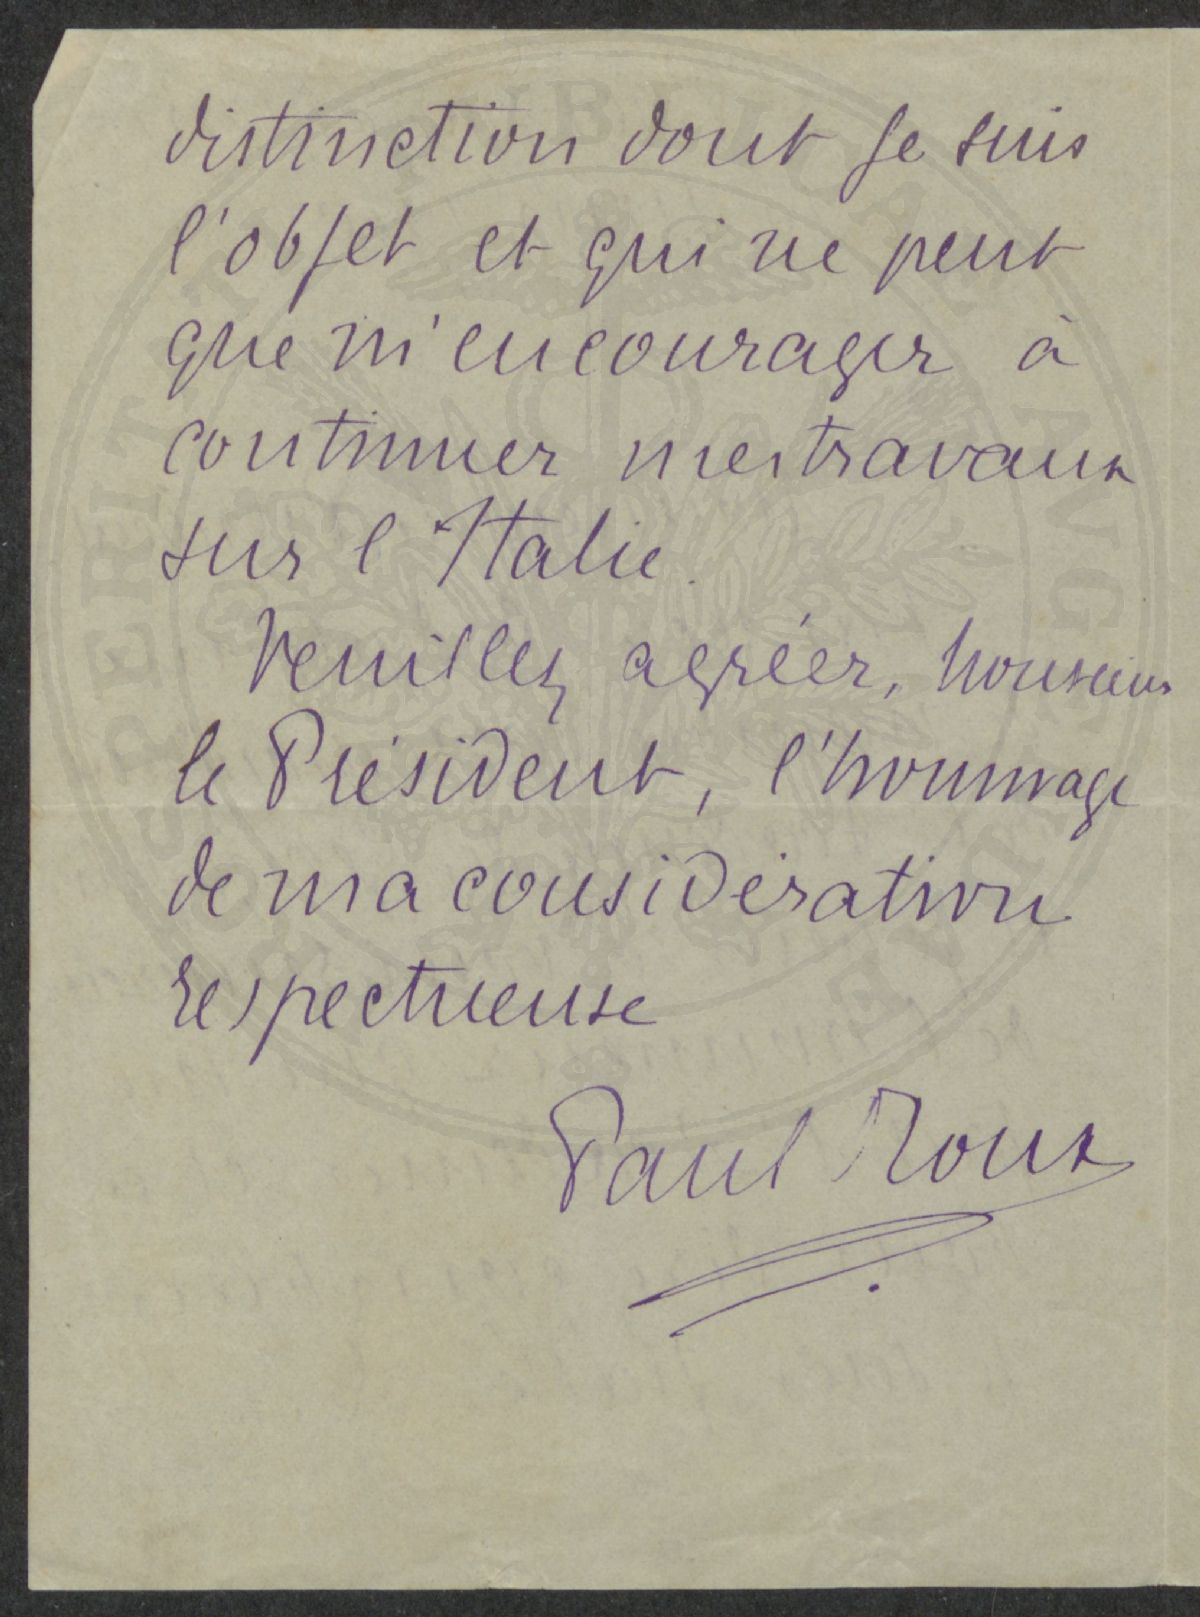 distinction dont je suis
l'objet et qui ne peut
que m'encourager à
continuer mes travaux
sur l'Italie.
Veuillez agréer, Monsieur
le Président, l'hommage
de ma considération
respectueuse
Paul Roux